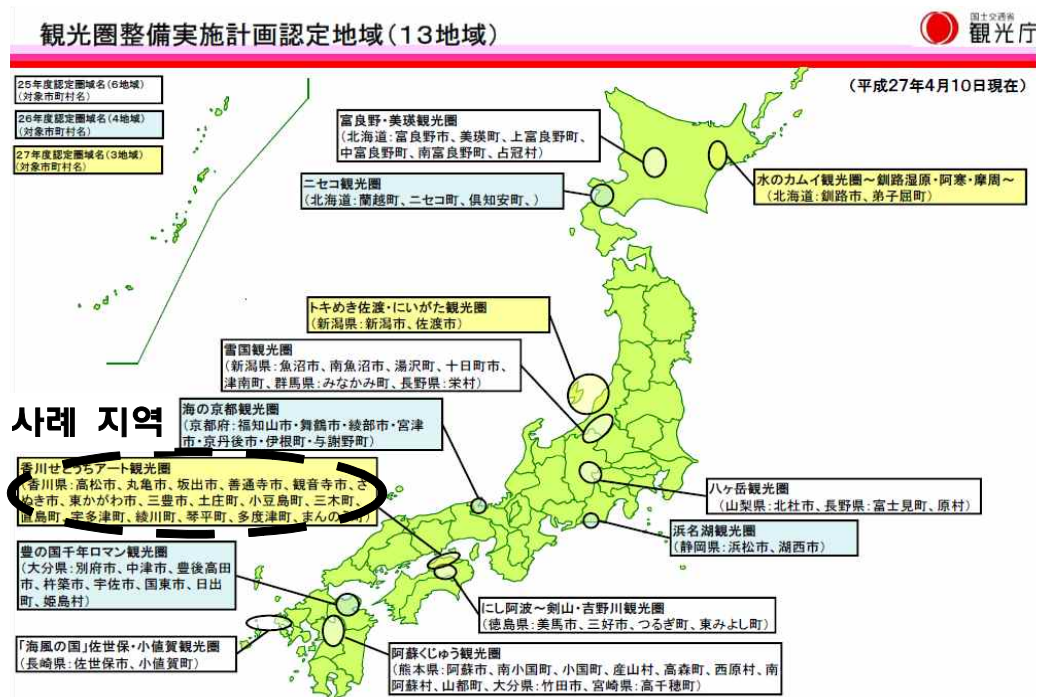 観光圏整備実施計画認定地域(13地域)
国土交通省
観光庁
(平成27年4月10日現在)
25年度認定圏域名(6地域)
(対象市町村名)
26年度認定圏域名(4地域)
(対象市町村名)
27年度認定圏域名(3地域)
(対象市町村名)
富良野・美瑛観光圏
(北海道:富良野市、美瑛町、上富良野町、
中富良野町、南富良野町、占冠村)
水のカムイ観光圏～釧路湿原・阿寒・摩周～
(北海道:釧路市、弟子屈町)
ニセコ観光圏
(北海道:蘭越町、ニセコ町、倶知安町、)
トキめき佐渡・にいがた観光圏
(新潟県:新潟市、佐渡市)
雪国観光圏
(新潟県:魚沼市、南魚沼市、湯沢町、十日町市、
津南町、群馬県:みなかみ町、長野県:栄村)
사례 지역
海の京都観光圏
(京都府:福知山市・舞鶴市・綾部市・宮津
市・京丹後市・伊根町・与謝野町)
香川せとうちアート観光圏
(香川県:高松市、丸亀市、坂出市、善通寺市、観音寺市、さ
ぬき市、東かがわ市、三豊市、土庄町、小豆島町、三木町、
直島町、宇多津町、綾川町、琴平町、多度津町、まんのう町)
八ヶ岳観光圏
(山梨県:北杜市、長野県:富士見町、原村)
浜名湖観光圏
(静岡県:浜松市、湖西市)
豊の国千年ロマン観光圏
(大分県:別府市、中津市、豊後高田
市、杵築市、宇佐市、国東市、日出
町、姫島村)
にし阿波～剣山・吉野川観光圏
(徳島県:美馬市、三好市、つるぎ町、東みよし町)
「海風の国」佐世保・小値賀観光圏
(長崎県:佐世保市、小値賀町)
阿蘇くじゅう観光圏
(熊本県:阿蘇市、南小国町、小国町、産山村、高森町、西原村、南
阿蘇村、山都町、大分県:竹田市、宮崎県:高千穂町)